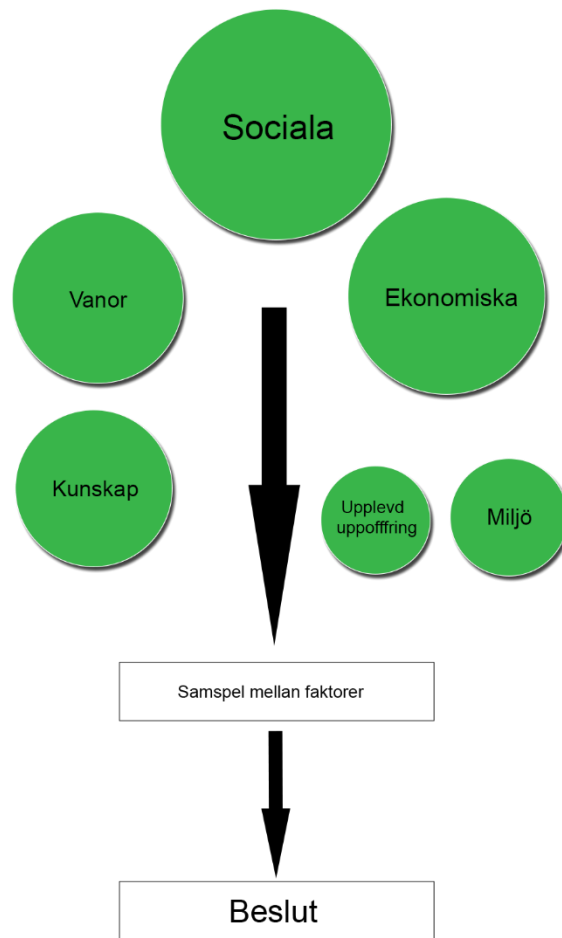 Sociala
Vanor
Ekonomiska
Kunskap
Upplevd
uppofffring
Miljö
Samspel mellan faktorer
Beslut